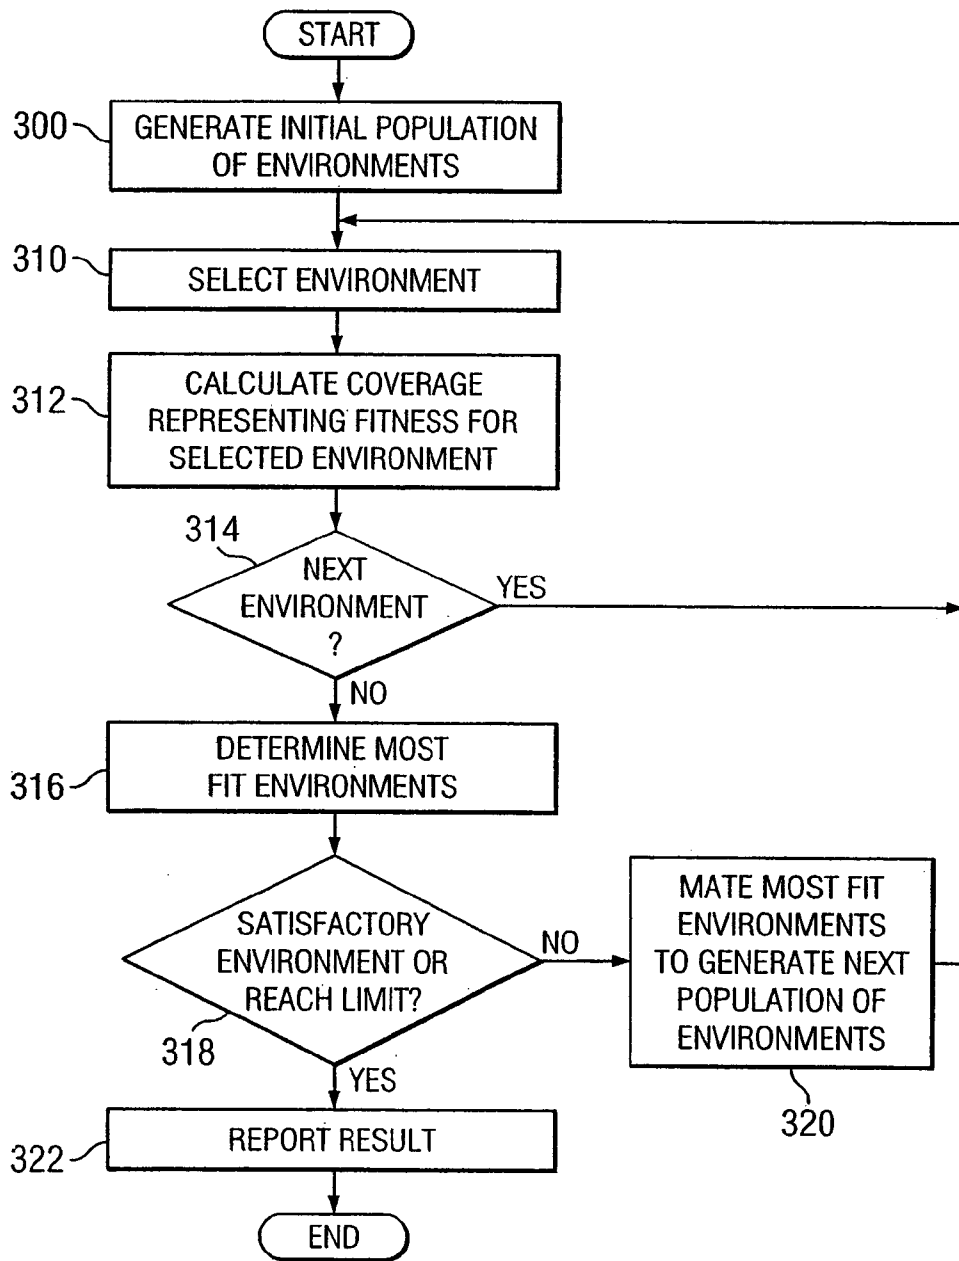 START
300
GENERATE INITIAL POPULATION
OF ENVIRONMENTS
310
SELECT ENVIRONMENT
312
CALCULATE COVERAGE
REPRESENTING FITNESS FOR
SELECTED ENVIRONMENT
314
NEXT
ENVIRONMENT
?
YES
NO
316
DETERMINE MOST
FIT ENVIRONMENTS
SATISFACTORY
ENVIRONMENT OR
REACH LIMIT?
318
NO
MATE MOST FIT
ENVIRONMENTS
TO GENERATE NEXT
POPULATION OF
ENVIRONMENTS
320
YES
322
REPORT RESULT
END